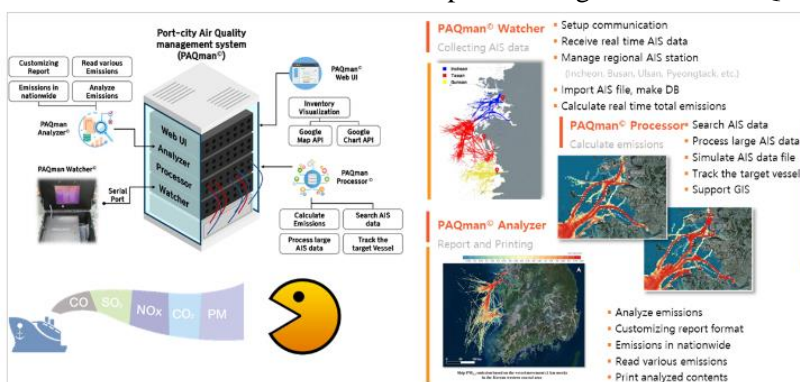 Port-city Air Quality
management system
(PAQman©)
Customizing
Report
Read various
Emissions
Emissions in
nationwide
Analyze
Emissions
PAQman
Analyzer©
PAQman Watcher©
Serial
Port
Web UI
Analyzer
Processor
Watcher
PAQman©
Web UI
Inventory
Visualization
Google
Map API
Google
Chart API
PAQman
Processor©
Calculate
Emissions
Search AIS
data
Process large
AIS data
Track the
target Vessel
CO
SO₂
NOx
CO₂
PM
PAQman© Watcher
Collecting AIS data
Incheon
Taean
Gunsan
▪ Setup communication
▪ Receive real time AIS data
▪ Manage regional AIS station
(Incheon, Busan, Ulsan, Pyeongtack, etc.)
▪ Import AIS file, make DB
▪ Calculate real time total emissions
PAQman© Processor
Calculate emissions
▪ Search AIS data
▪ Process large AIS data
▪ Simulate AIS data file
▪ Track the target vessel
▪ Support GIS
PAQman© Analyzer
Report and Printing
▪ Analyze emissions
▪ Customizing report format
▪ Emissions in nationwide
▪ Read various emissions
▪ Print analyzed contents